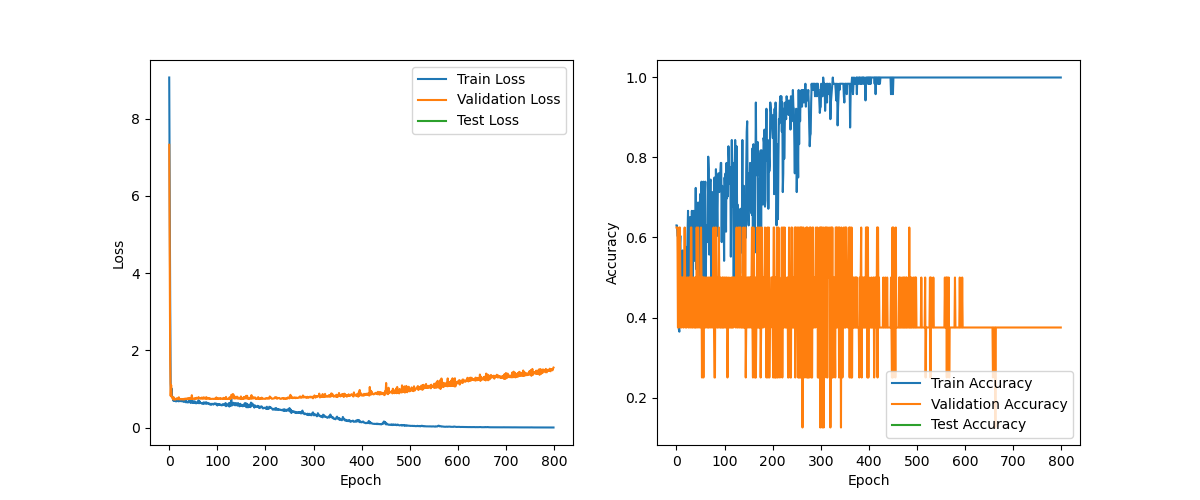 Train Loss
Validation Loss
Test Loss
8
6
4
2
0
Loss
0 100 200 300 400 500 600 700 800
Epoch
1.0
0.8
0.6
0.4
0.2
Accuracy
Train Accuracy
Validation Accuracy
Test Accuracy
0 100 200 300 400 500 600 700 800
Epoch